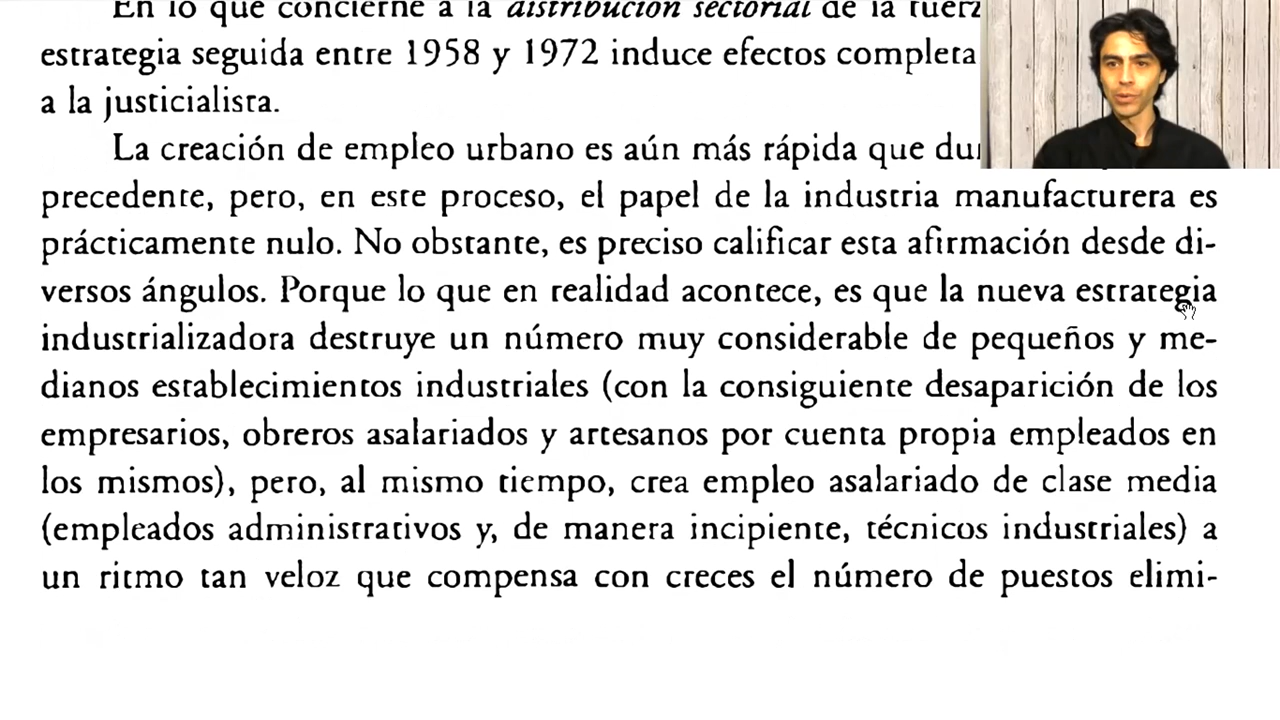 En lo que concierne a la distribución sectorial de la
estrategia seguida entre 1958 y 1972 induce efectos
a la justicialista.
La creación de empleo urbano es aún más rápida que
precedente, pero, en este proceso, el papel de la industria manufacturera es
prácticamente nulo. No obstante, es preciso calificar esta afirmación desde di-
versos ángulos. Porque lo que en realidad acontece, es que la nueva estrategia
industrializadora destruye un número muy considerable de pequeños y me-
dianos establecimientos industriales (con la consiguiente desaparición de los
empresarios, obreros asalariados y artesanos por cuenta propia empleados en
los mismos), pero, al mismo tiempo, crea empleo asalariado de clase media
(empleados administrativos y, de manera incipiente, técnicos industriales) a
un ritmo tan veloz que compensa con creces el número de puestos elimi-